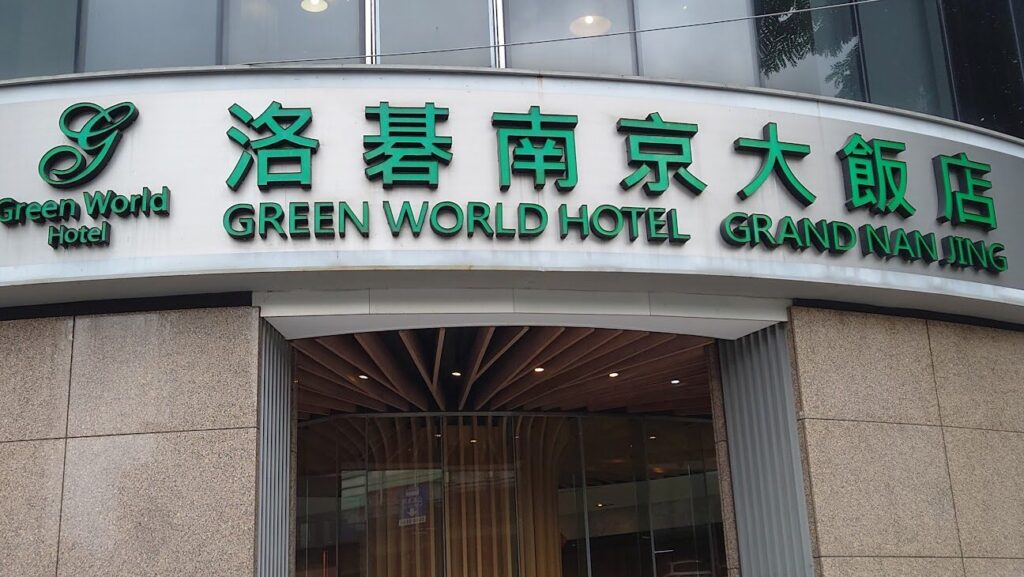 Green World
Hotel
洛碁南京大飯店
GREEN WORLD HOTEL GRAND NAN JING